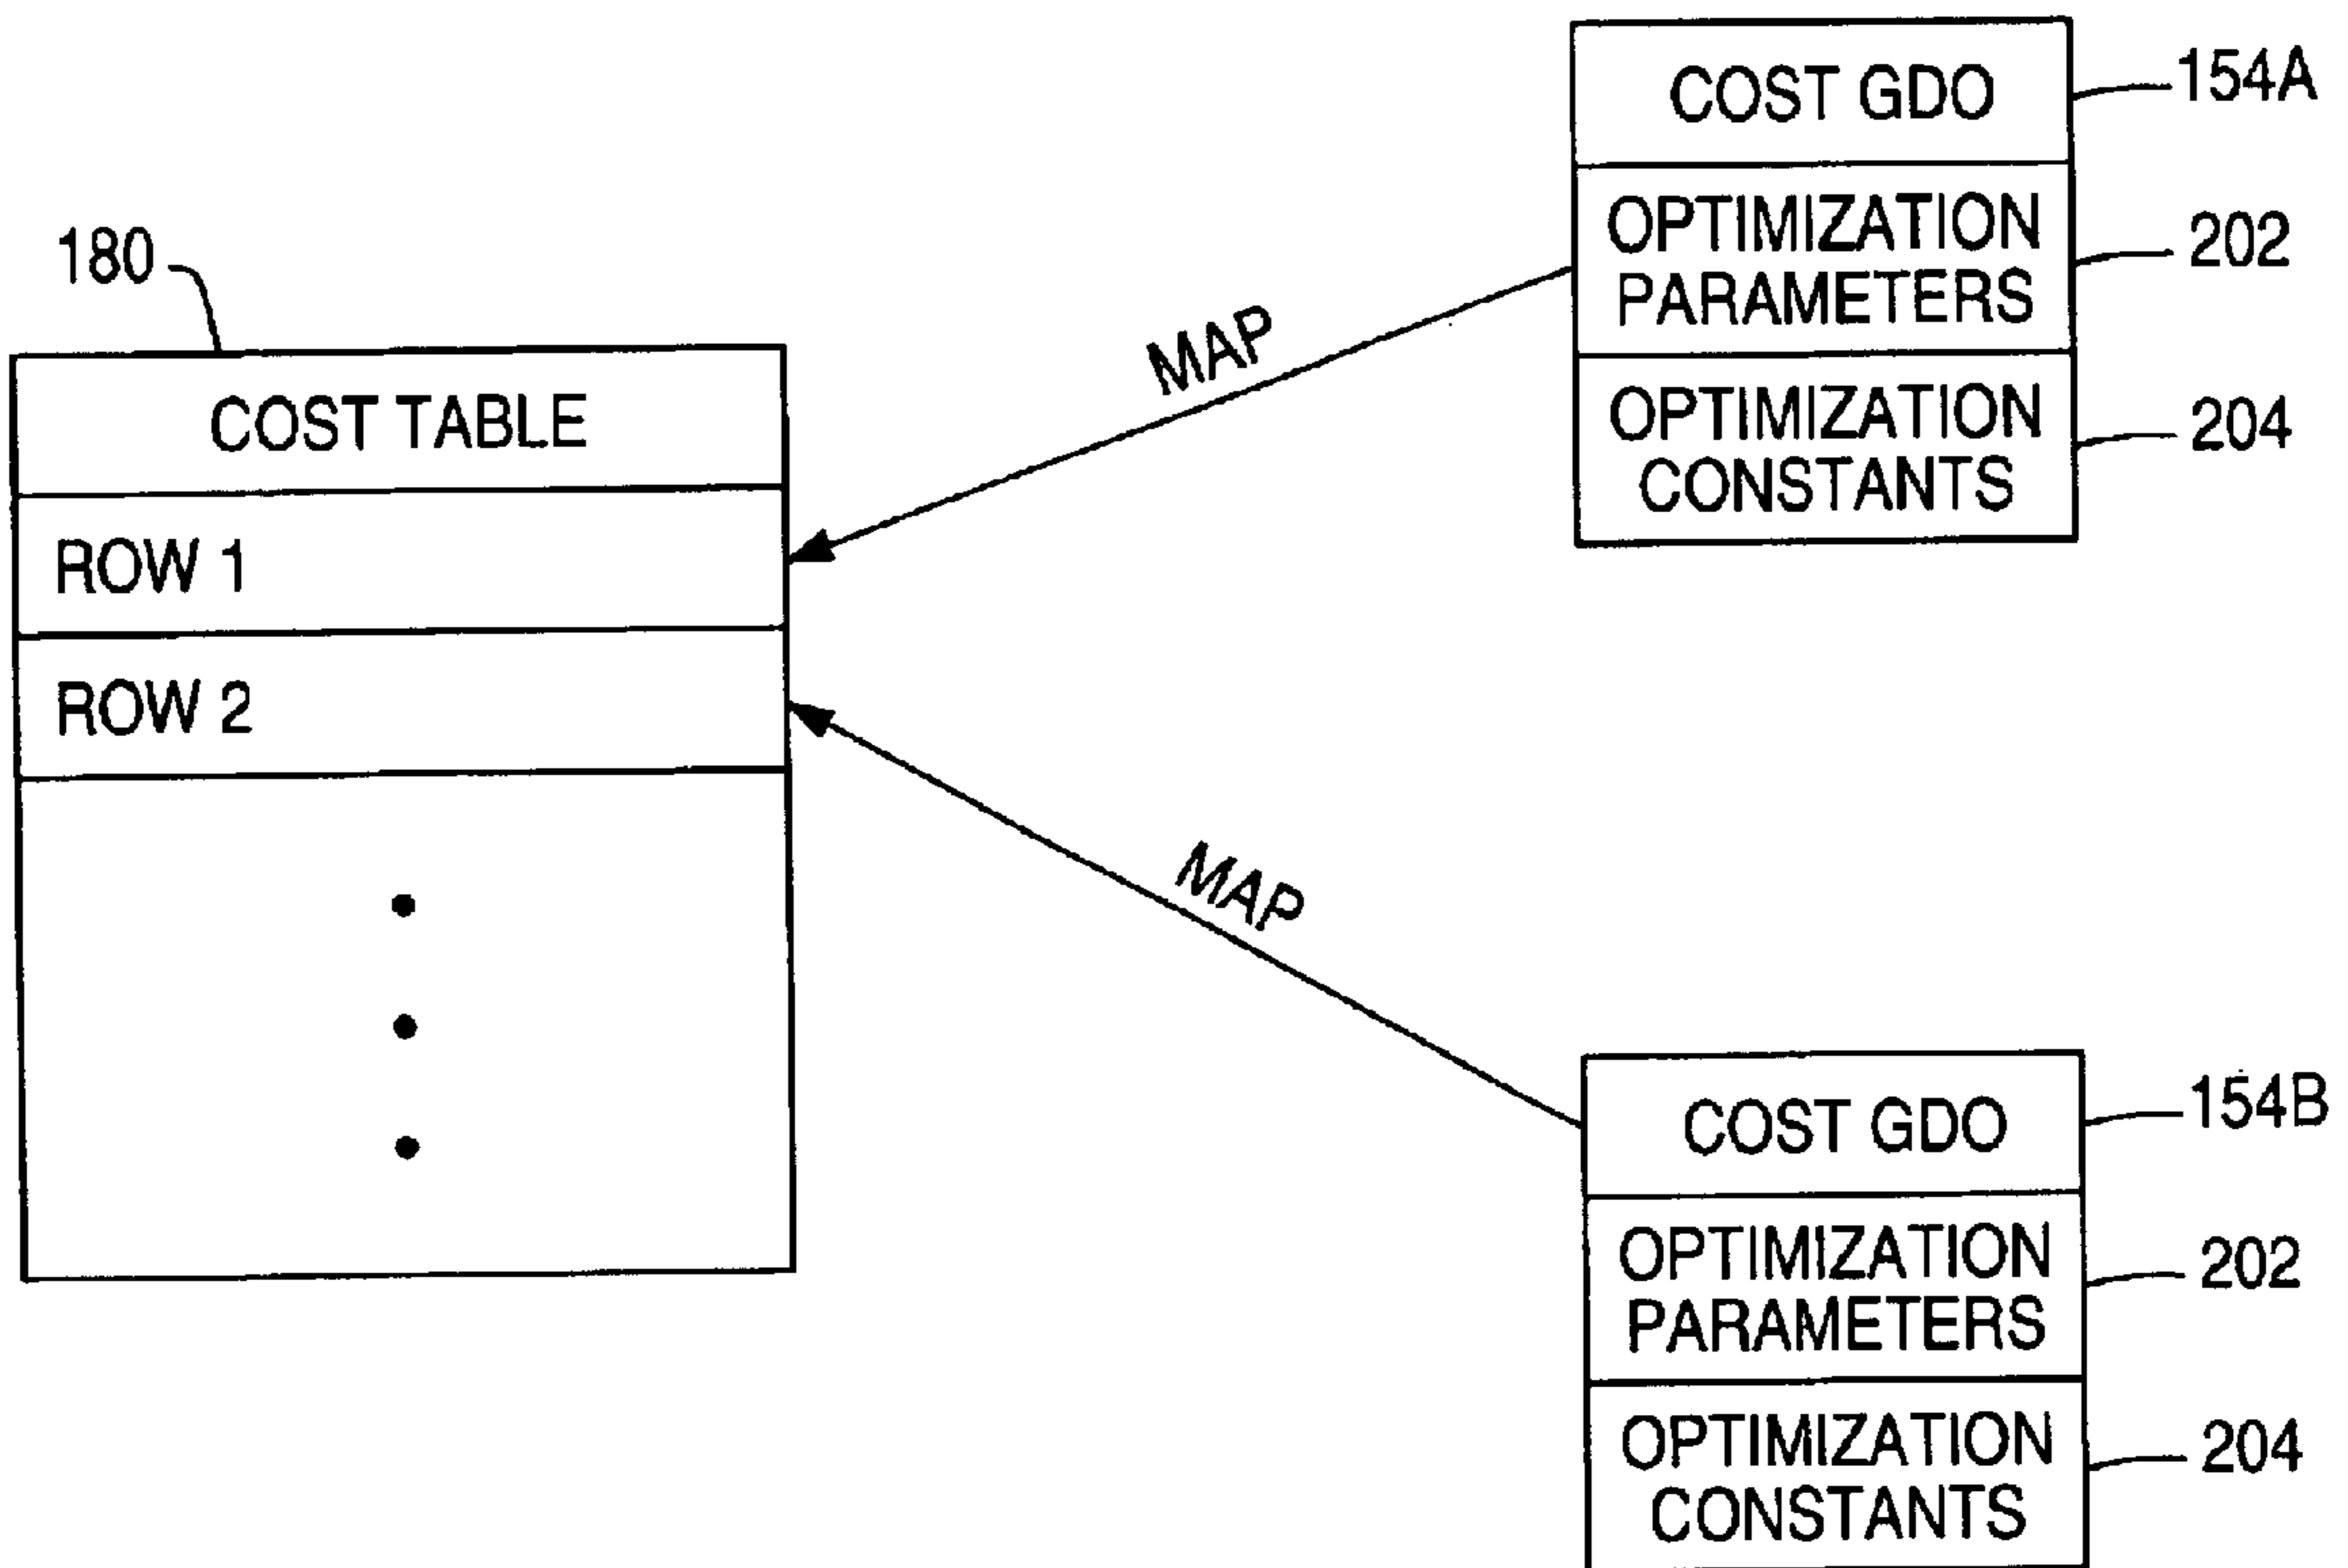 180
COST TABLE
ROW 1
ROW 2
MAP
MAP
COST GDO
154A
OPTIMIZATION
PARAMETERS
202
OPTIMIZATION
CONSTANTS
204
COST GDO
154B
OPTIMIZATION
PARAMETERS
202
OPTIMIZATION
CONSTANTS
204